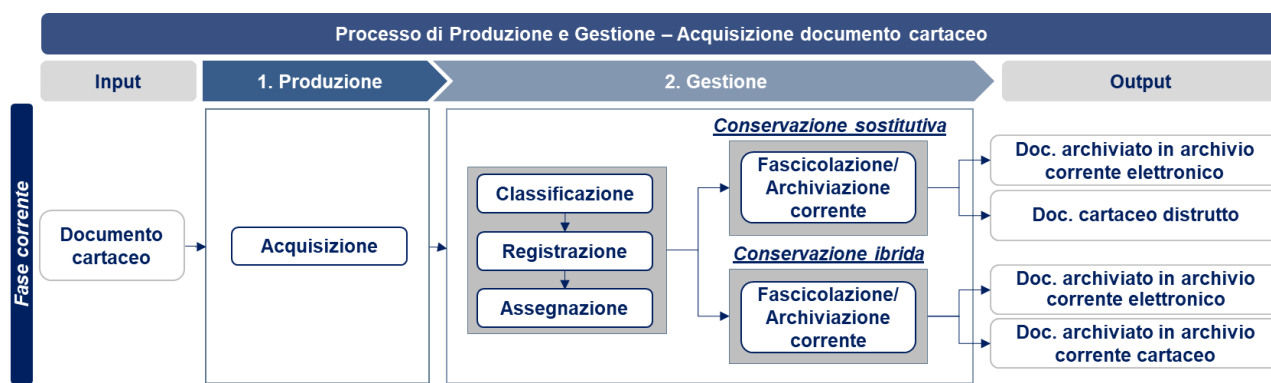 Processo di Produzione e Gestione – Acquisizione documento cartaceo
Input
1. Produzione
2. Gestione
Output
Fase corrente
Documento
cartaceo
Acquisizione
Classificazione
Registrazione
Assegnazione
Conservazione sostitutiva
Fascicolazione/
Archiviazione
corrente
Conservazione ibrida
Fascicolazione/
Archiviazione
corrente
Doc. archiviato in archivio
corrente elettronico
Doc. cartaceo distrutto
Doc. archiviato in archivio
corrente elettronico
Doc. archiviato in archivio
corrente cartaceo